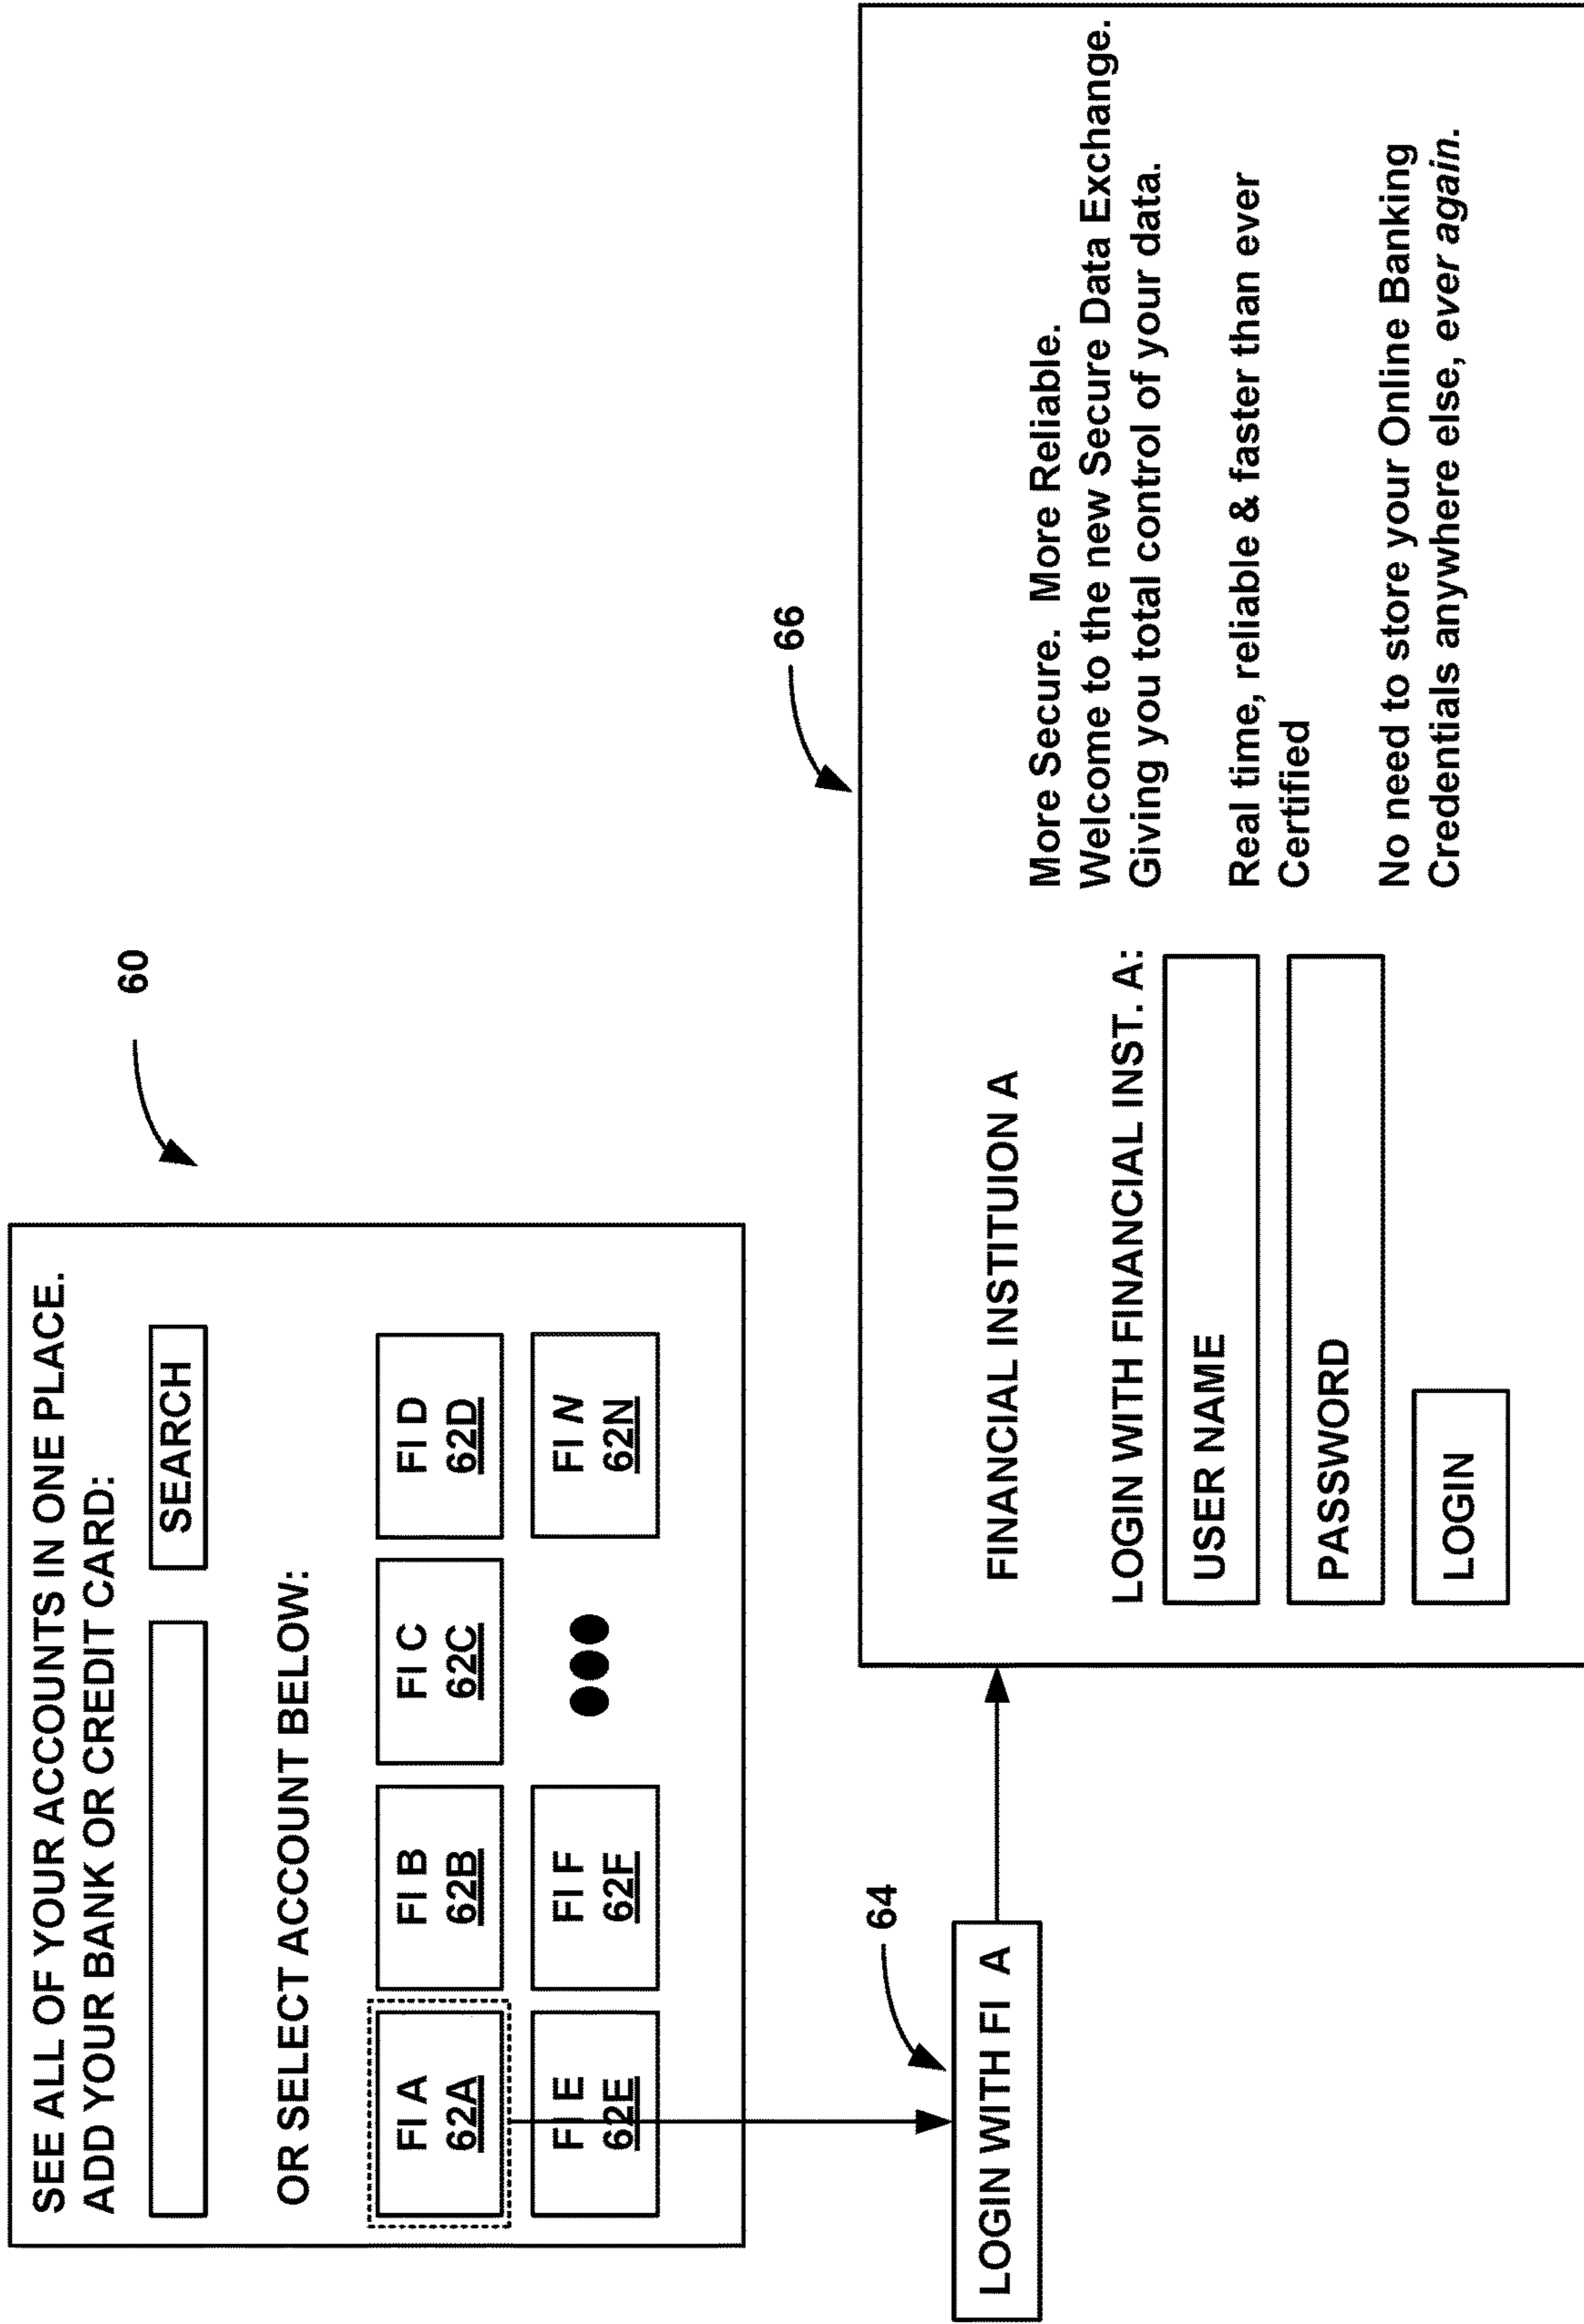 60
SEE ALL OF YOUR ACCOUNTS IN ONE PLACE.
ADD YOUR BANK OR CREDIT CARD:
SEARCH
OR SELECT ACCOUNT BELOW:
FI A
62A
FI B
62B
FI C
62C
FI D
62D
FI E
62E
FI F
62F
FI N
62N
64
LOGIN WITH FI A
66
FINANCIAL INSTITUION A
LOGIN WITH FINANCIAL INST. A:
USER NAME
PASSWORD
LOGIN
More Secure. More Reliable.
Welcome to the new Secure Data Exchange.
Giving you total control of your data.
Real time, reliable & faster than ever
Certified
No need to store your Online Banking
Credentials anywhere else, ever again.